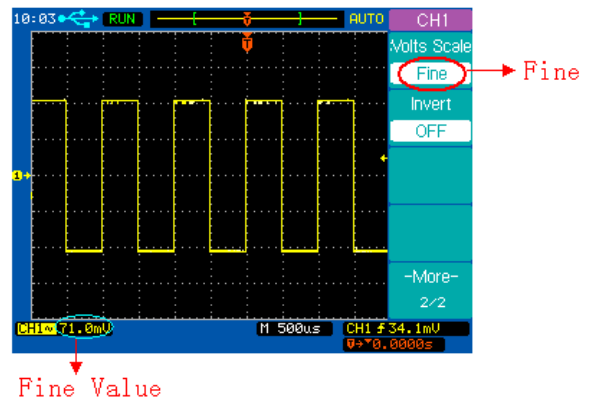 10:03 RUN T AUTO CH1
T
Volts Scale
Fine Fine
Invert
OFF
1
-More-
2/2
CH1~ 71.0mV M 500us CH1 34.1mV
0.0000s
Fine Value